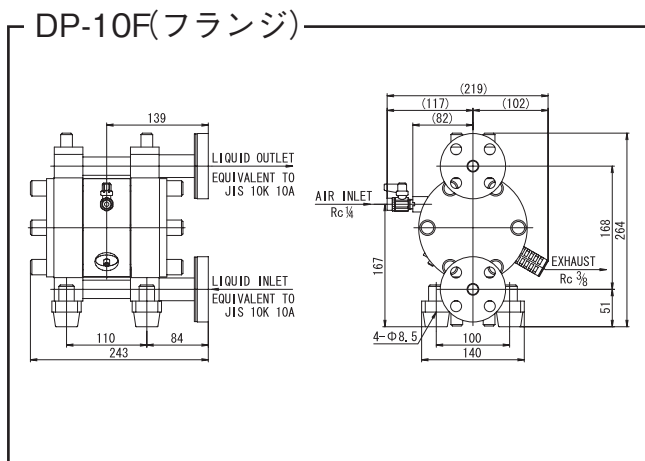 DP-10F(フランジ)
139
LIQUID OUTLET
EQUIVALENT TO
JIS 10K 10A
LIQUID INLET
EQUIVALENT TO
JIS 10K 10A
110
84
243
(219)
(117)
(102)
(82)
AIR INLET
Rc ¼
167
168
264
EXHAUST
Rc ⅜
51
4-Φ8.5
100
140